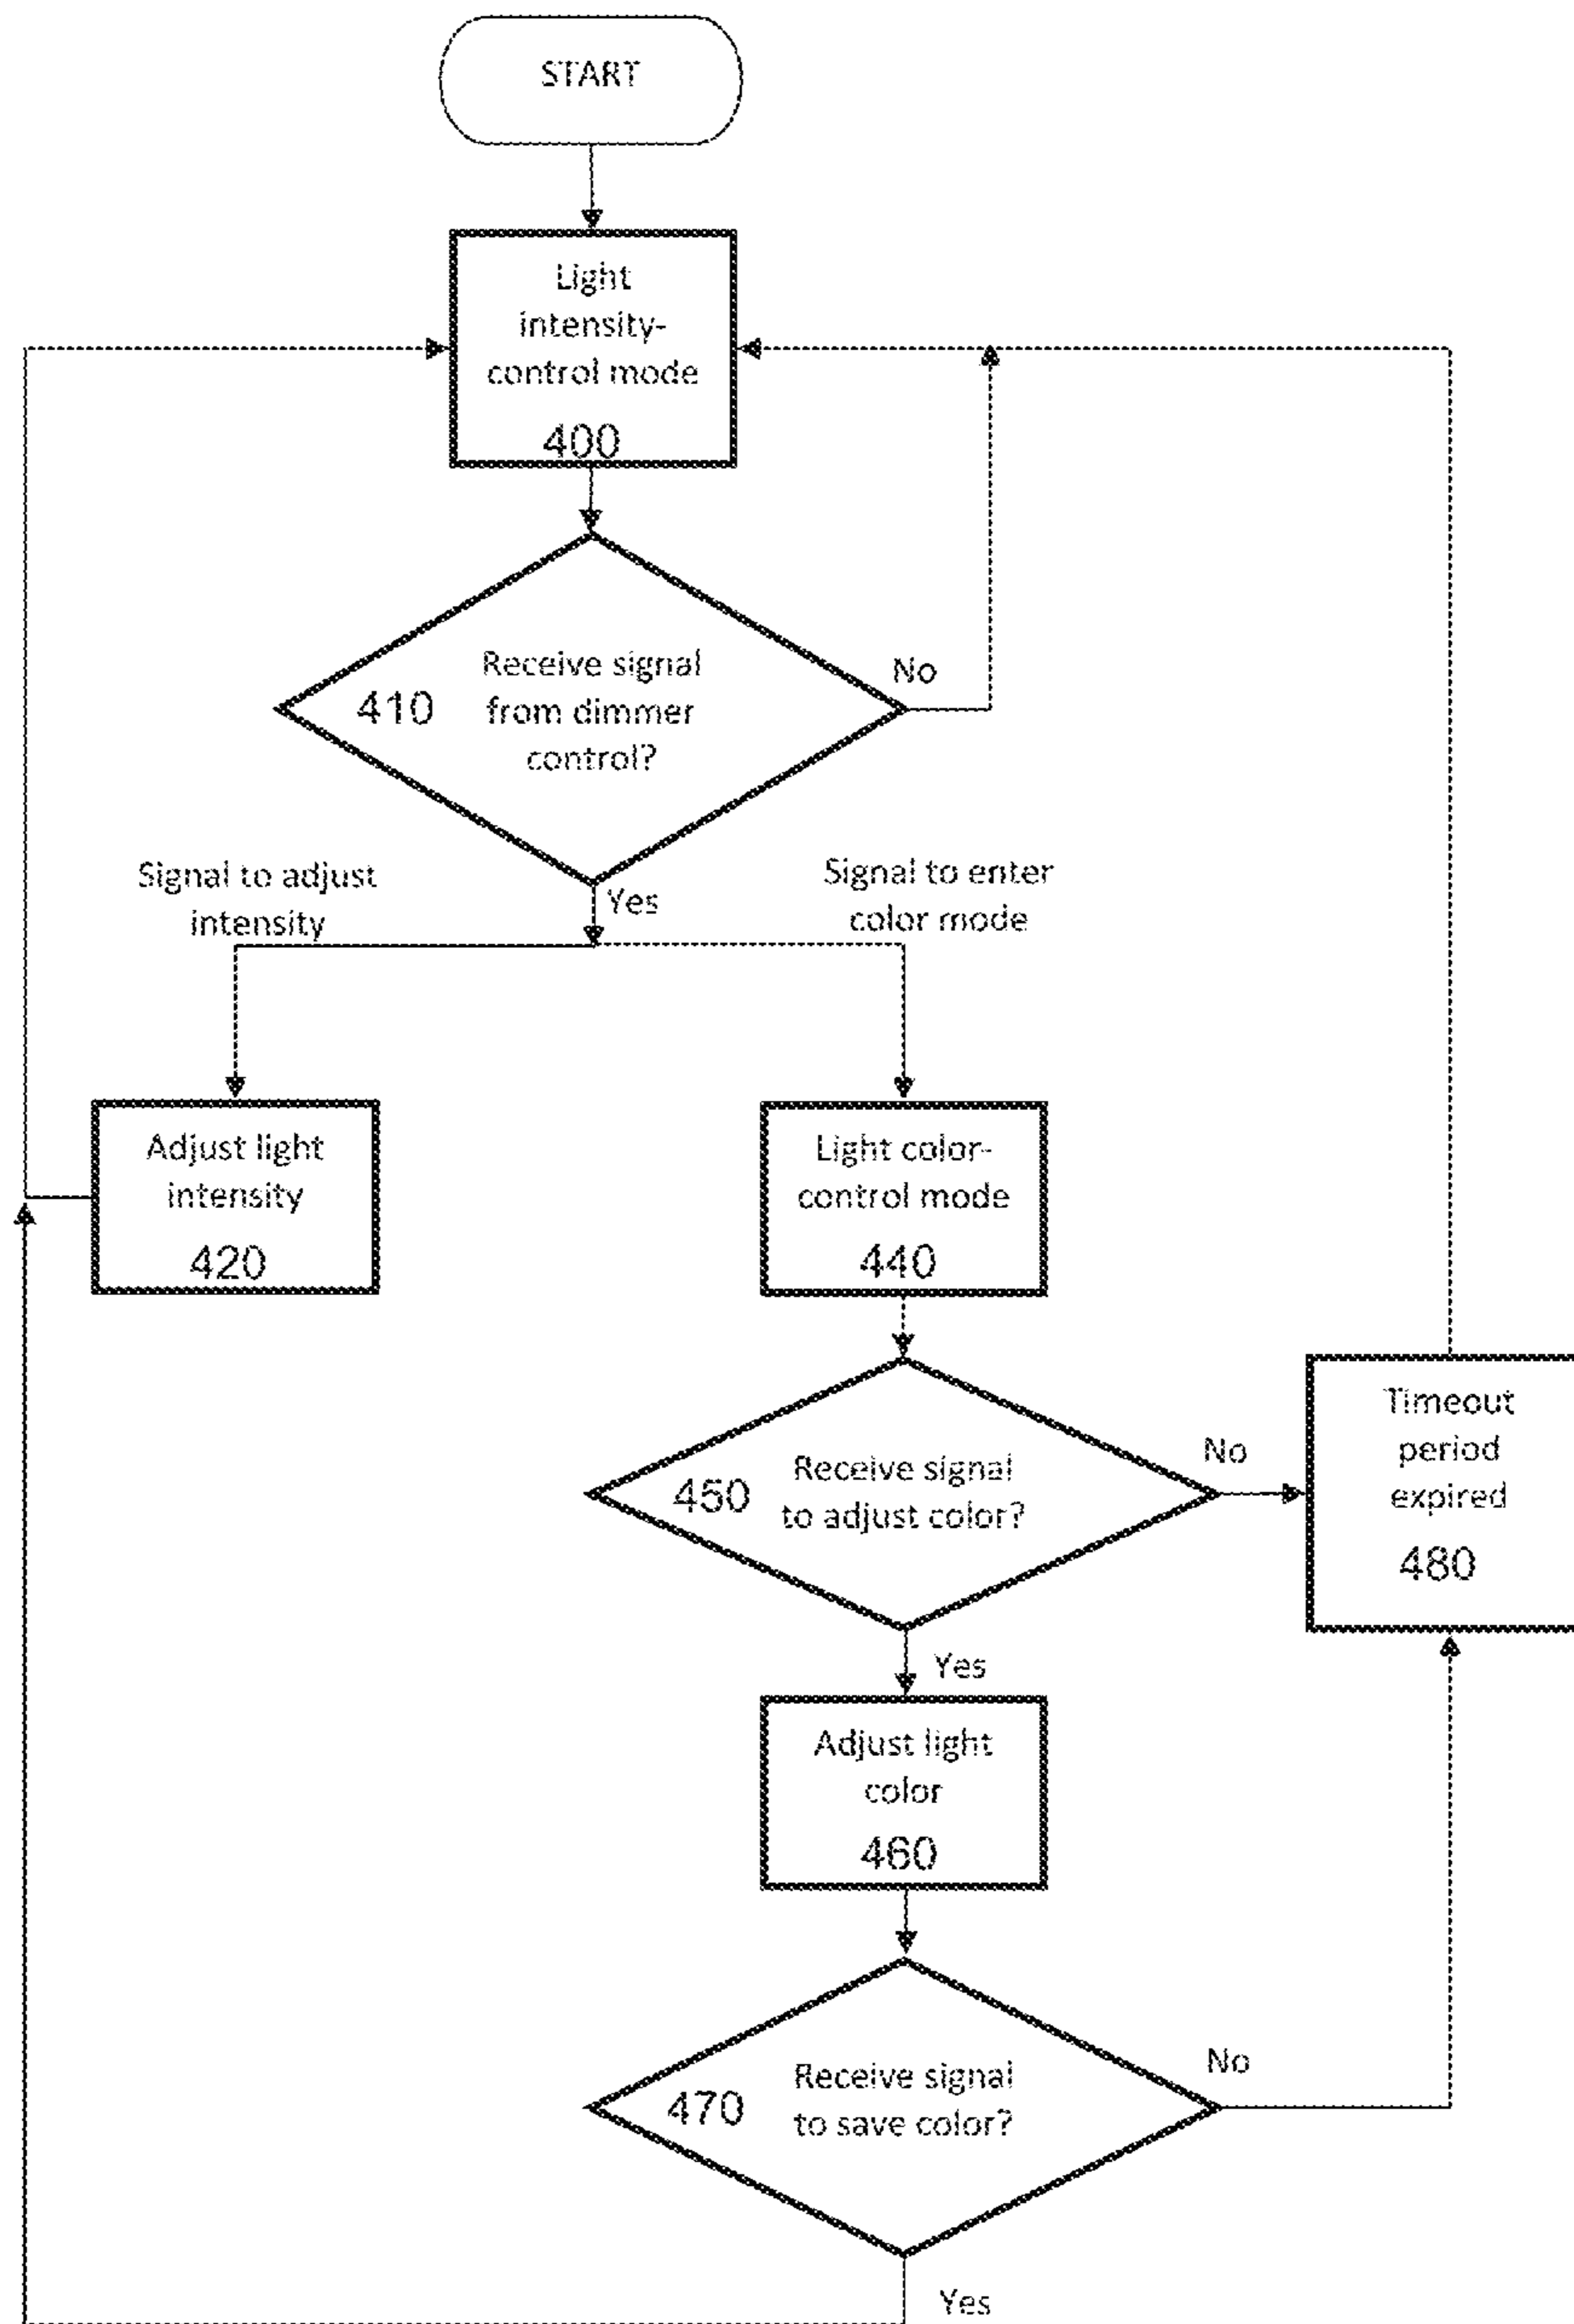 START
Light
intensity-
control mode
400
410
Receive signal
from dimmer
control?
No
Yes
Signal to adjust
intensity
Signal to enter
color mode
Adjust light
intensity
420
Light color-
control mode
440
450
Receive signal
to adjust color?
No
Timeout
period
expired
480
Yes
Adjust light
color
460
470
Receive signal
to save color?
No
Yes